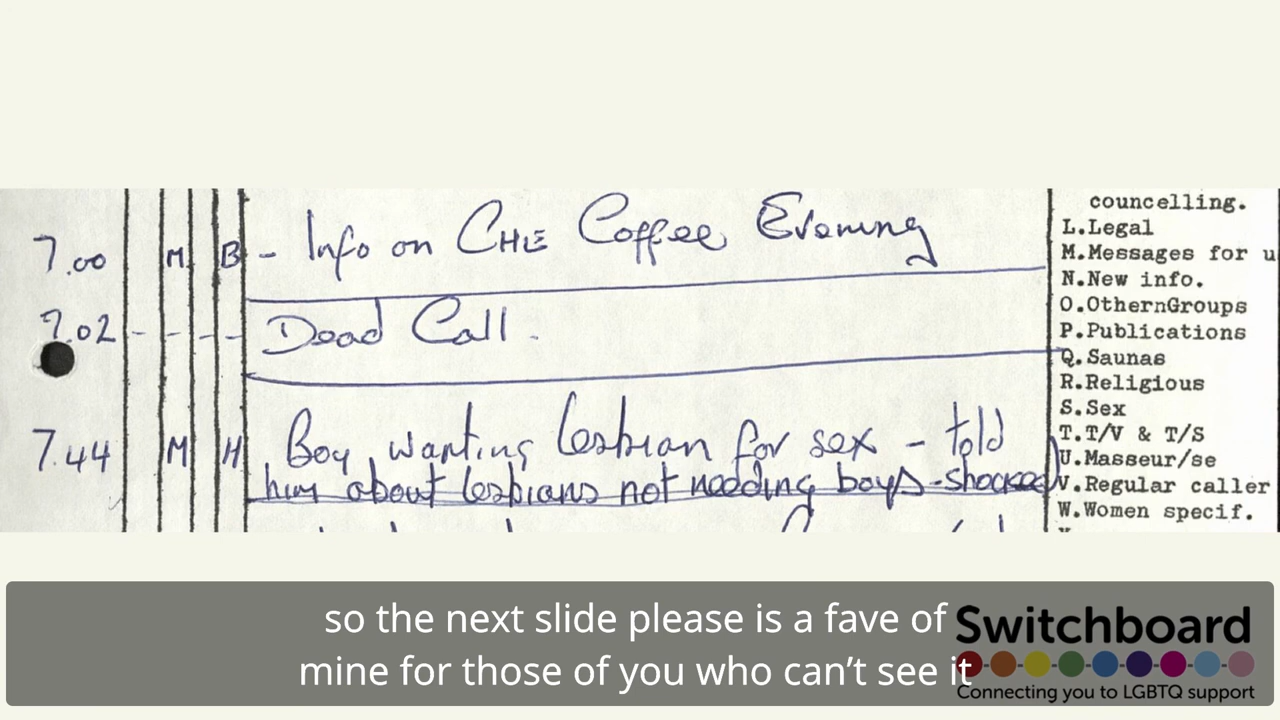 7.00 M B - Info on CHE Coffee Evening
7.02 - - - - Dead Call.
7.44 M H Boy wanting lesbian for sex - told
him about lesbians not needing boys - shocked
councelling.
L.Legal
M.Messages for u
N.New info.
O.OthernGroups
P.Publications
Q.Saunas
R.Religious
S.Sex
T.T/V & T/S
U.Masseur/se
V.Regular caller
W.Women specif.
so the next slide please is a fave of
mine for those of you who can't see it
Switchboard
Connecting you to LGBTQ support